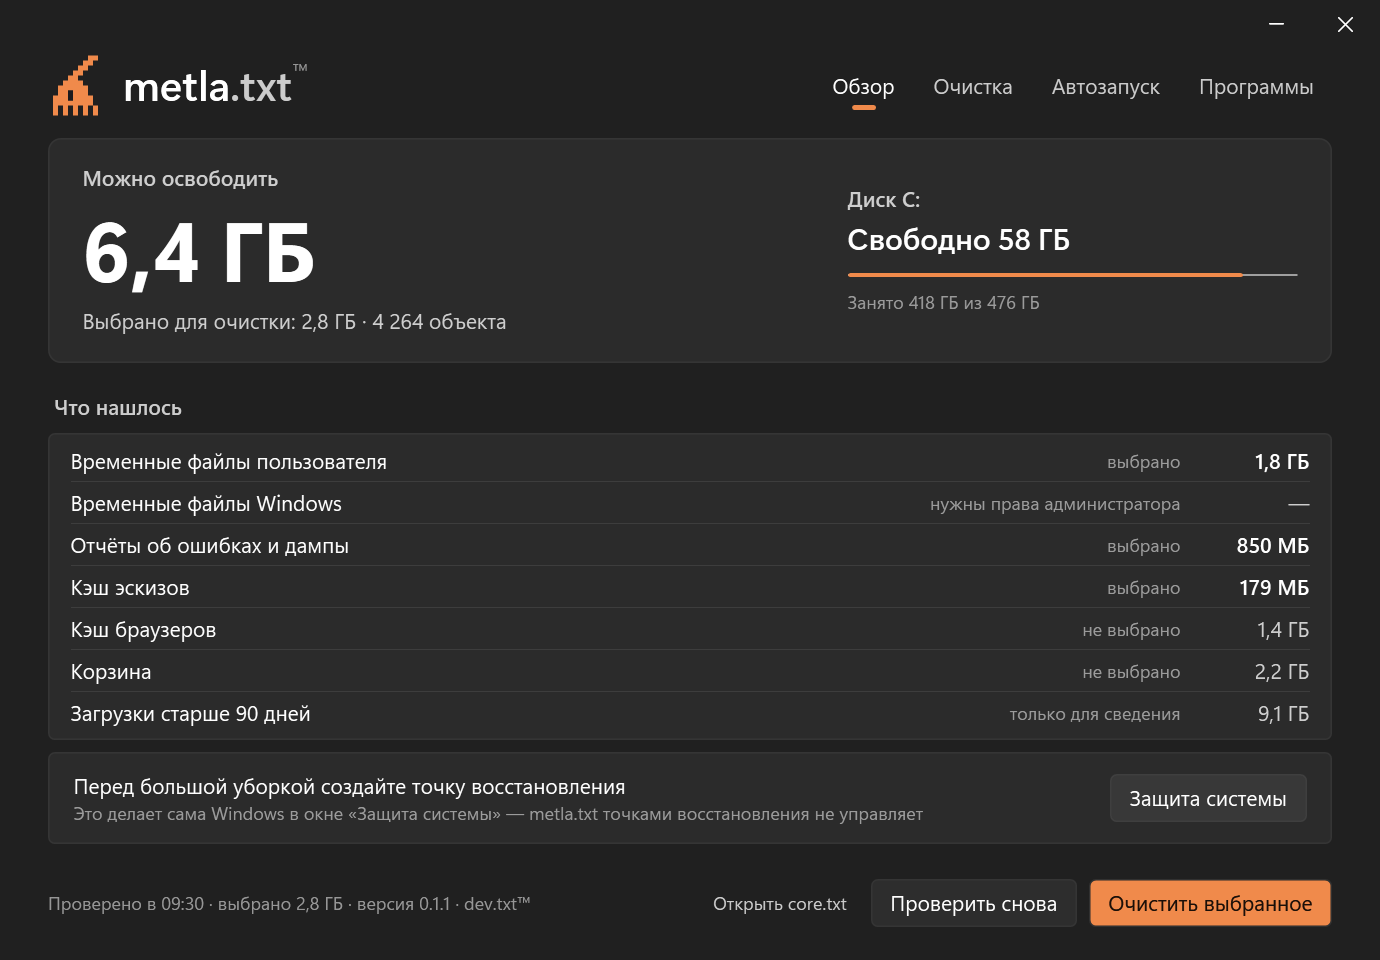 metla.txt™
Обзор Очистка Автозапуск Программы
Можно освободить
6,4 ГБ
Выбрано для очистки: 2,8 ГБ · 4 264 объекта
Диск C:
Свободно 58 ГБ
Занято 418 ГБ из 476 ГБ
Что нашлось
Временные файлы пользователя выбрано 1,8 ГБ
Временные файлы Windows нужны права администратора —
Отчёты об ошибках и дампы выбрано 850 МБ
Кэш эскизов выбрано 179 МБ
Кэш браузеров не выбрано 1,4 ГБ
Корзина не выбрано 2,2 ГБ
Загрузки старше 90 дней только для сведения 9,1 ГБ
Перед большой уборкой создайте точку восстановления
Это делает сама Windows в окне «Защита системы» — metla.txt точками восстановления не управляет
Защита системы
Проверено в 09:30 · выбрано 2,8 ГБ · версия 0.1.1 · dev.txt™
Открыть core.txt
Проверить снова
Очистить выбранное